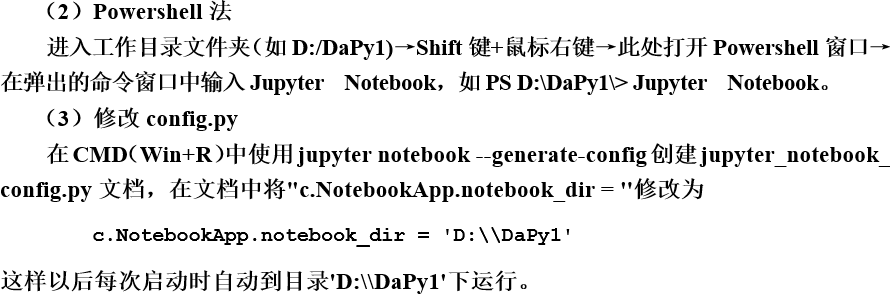 （2）Powershell 法
进入工作目录文件夹（如 D:/DaPy1)→Shift 键+鼠标右键→此处打开 Powershell 窗口→
在弹出的命令窗口中输入 Jupyter Notebook，如 PS D:\DaPy1\> Jupyter Notebook。
（3）修改 config.py
在 CMD（Win+R）中使用 jupyter notebook --generate-config 创建 jupyter_notebook_
config.py 文档，在文档中将"c.NotebookApp.notebook_dir = ''修改为
c.NotebookApp.notebook_dir = 'D:\\DaPy1'
这样以后每次启动时自动到目录'D:\\DaPy1'下运行。